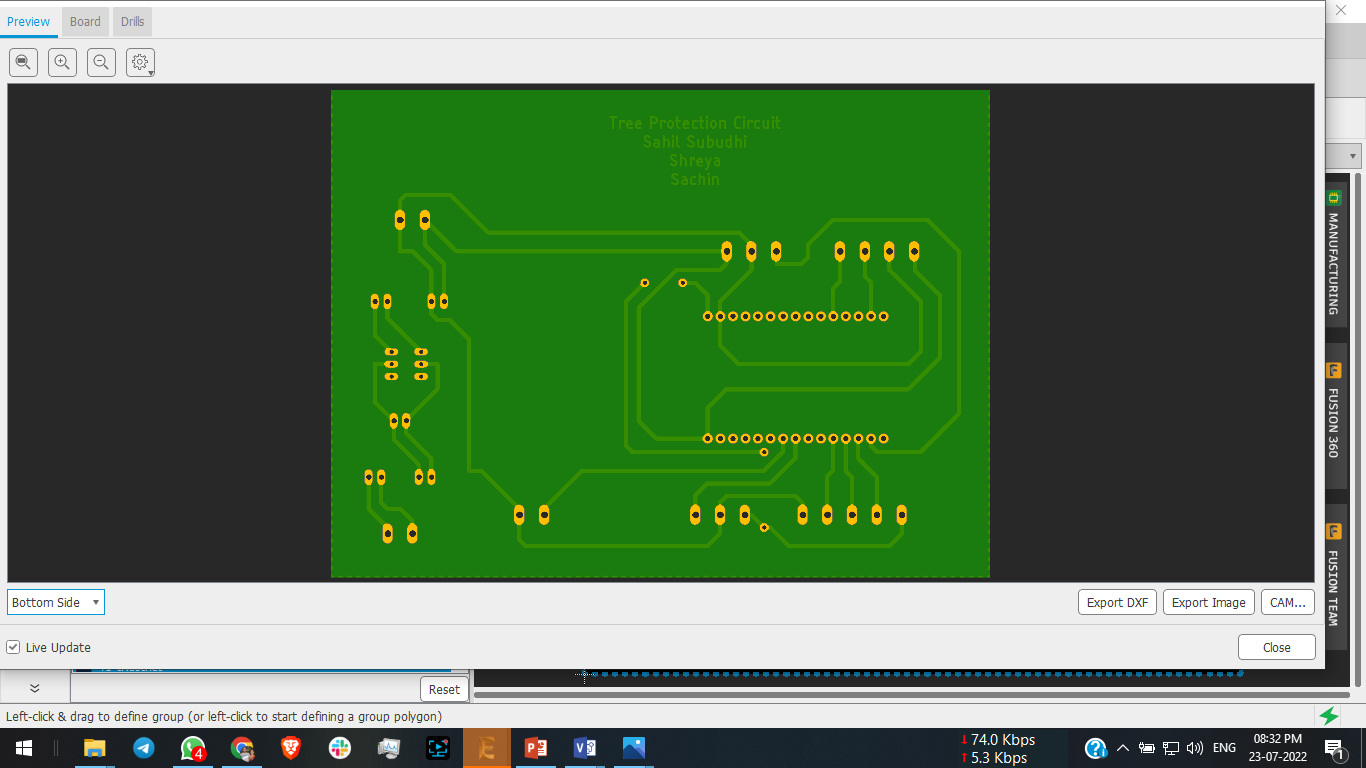 Preview
Board
Drills
Tree Protection Circuit
Sahil Subudhi
Shreya
Sachin
MANUFACTURING
FUSION 360
FUSION TEAM
Bottom Side
Export DXF
Export Image
CAM...
Live Update
Close
Reset
Left-click & drag to define group (or left-click to start defining a group polygon)
4
74.0 Kbps
5.3 Kbps
ENG
08:32 PM
23-07-2022
1